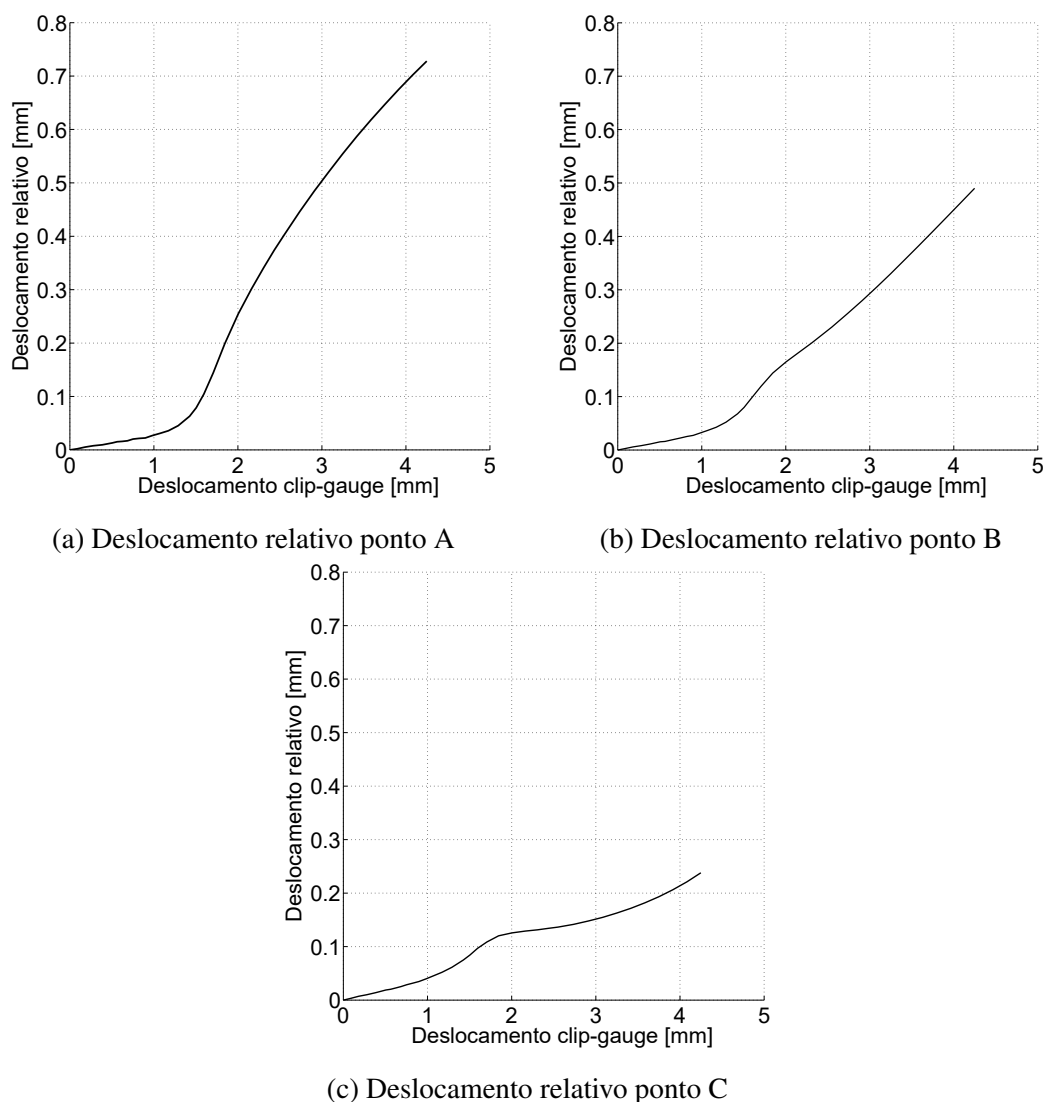 0.8
0.7
0.6
0.5
0.4
0.3
0.2
0.1
0
Deslocamento relativo [mm]
0 1 2 3 4 5
Deslocamento clip-gauge [mm]
(a) Deslocamento relativo ponto A
0.8
0.7
0.6
0.5
0.4
0.3
0.2
0.1
0
Deslocamento relativo [mm]
0 1 2 3 4 5
Deslocamento clip-gauge [mm]
(b) Deslocamento relativo ponto B
0.8
0.7
0.6
0.5
0.4
0.3
0.2
0.1
0
Deslocamento relativo [mm]
0 1 2 3 4 5
Deslocamento clip-gauge [mm]
(c) Deslocamento relativo ponto C